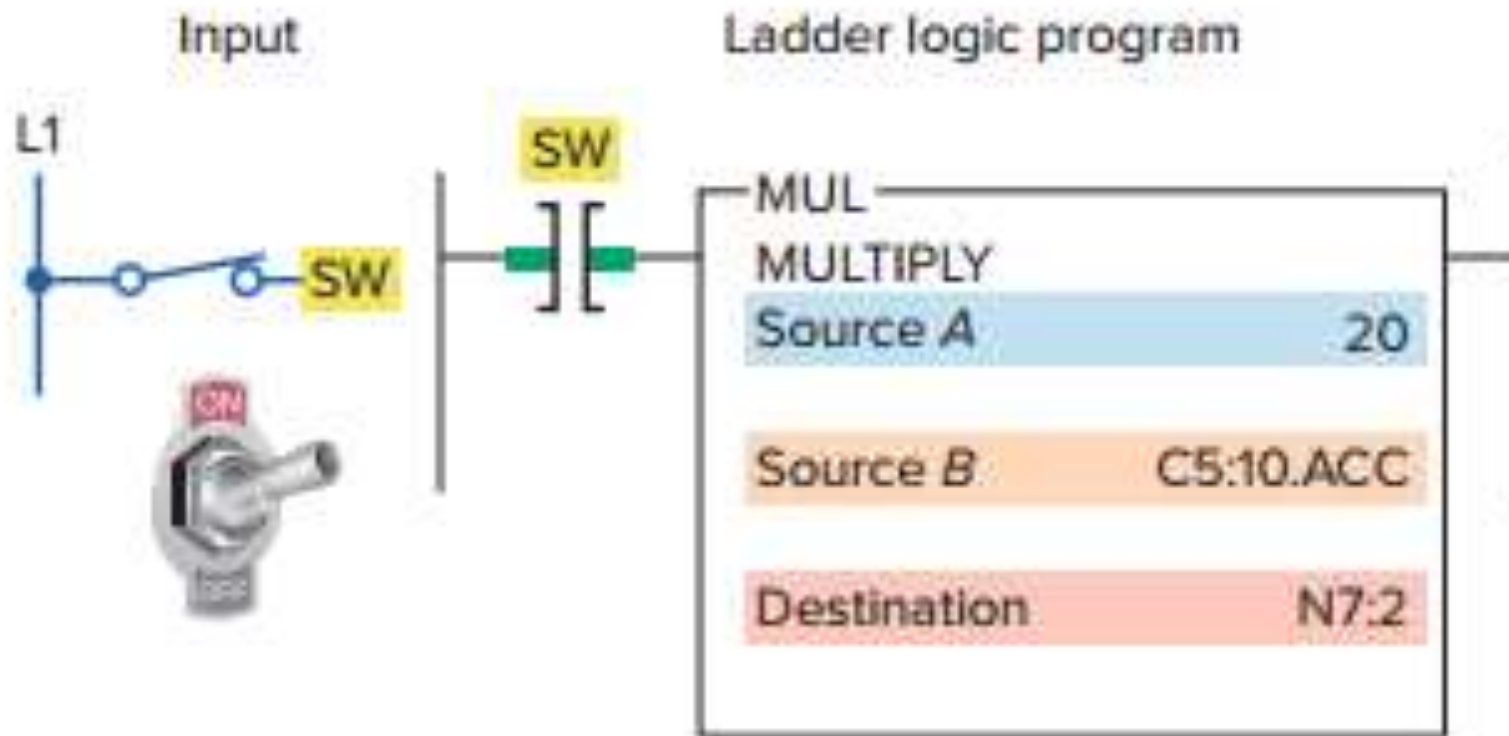 Input
Ladder logic program
L1
SW
SW
MUL
MULTIPLY
Source A 20
Source B C5:10.ACC
Destination N7:2
ON
OFF